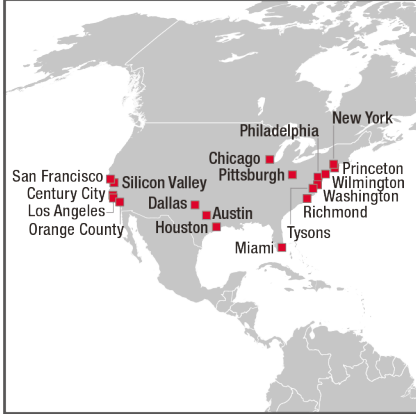 New York
Philadelphia
Chicago
Pittsburgh
Princeton
Wilmington
Washington
Richmond
Tysons
San Francisco
Silicon Valley
Century City
Los Angeles
Orange County
Dallas
Austin
Houston
Miami